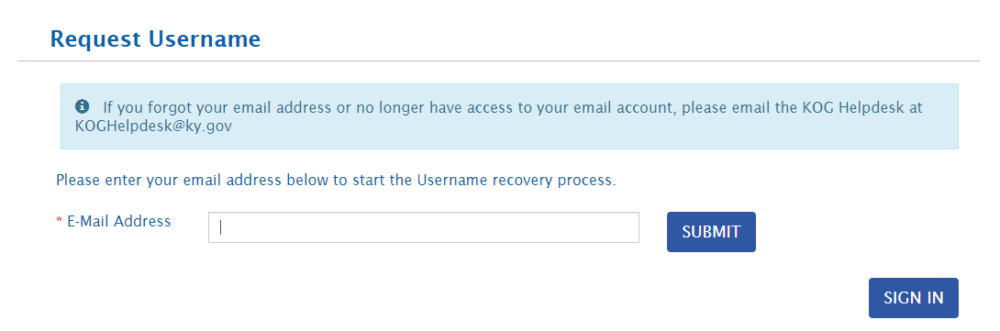 Request Username
If you forgot your email address or no longer have access to your email account, please email the KOG Helpdesk at
KOGHelpdesk@ky.gov
Please enter your email address below to start the Username recovery process.
* E-Mail Address
SUBMIT
SIGN IN